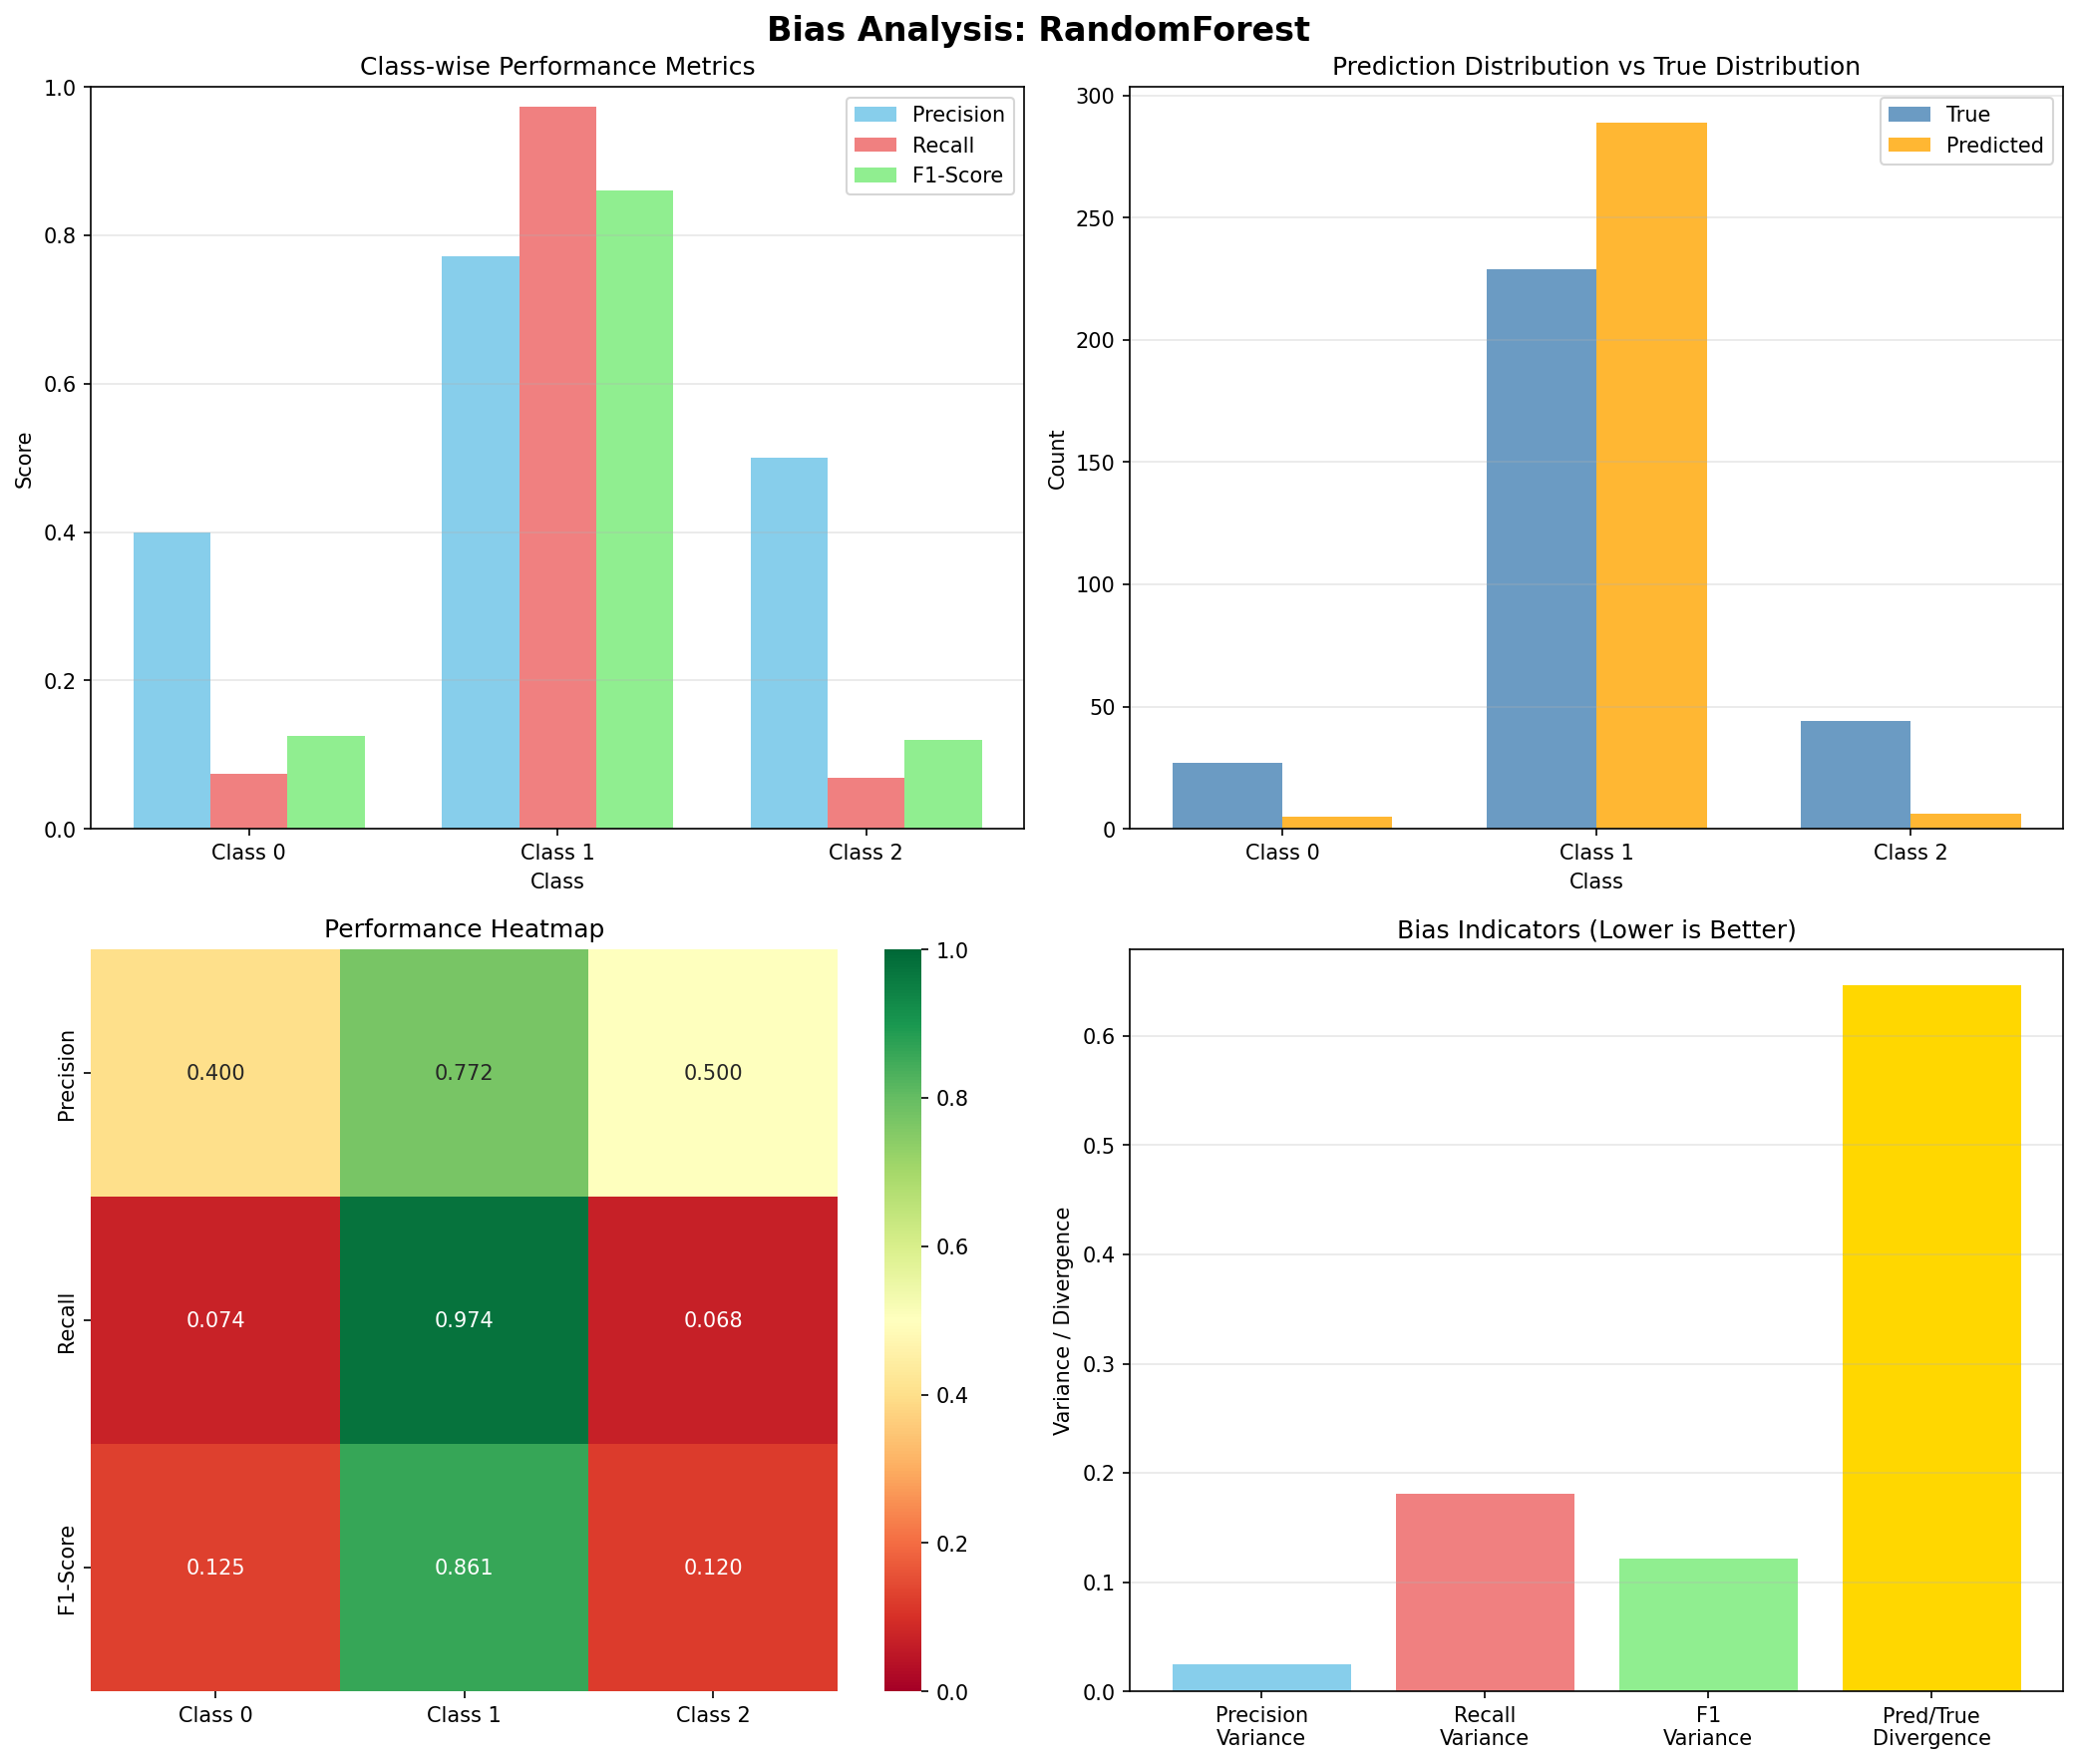 Bias Analysis: RandomForest
Class-wise Performance Metrics
1.0
0.8
0.6
0.4
0.2
0.0
Score
Precision
Recall
F1-Score
Class 0
Class 1
Class 2
Class
Prediction Distribution vs True Distribution
300
250
200
150
100
50
0
Count
True
Predicted
Class 0
Class 1
Class 2
Class
Performance Heatmap
Precision
0.400
0.772
0.500
Recall
0.074
0.974
0.068
F1-Score
0.125
0.861
0.120
Class 0
Class 1
Class 2
1.0
0.8
0.6
0.4
0.2
0.0
Bias Indicators (Lower is Better)
0.6
0.5
0.4
0.3
0.2
0.1
0.0
Variance / Divergence
Precision
Variance
Recall
Variance
F1
Variance
Pred/True
Divergence